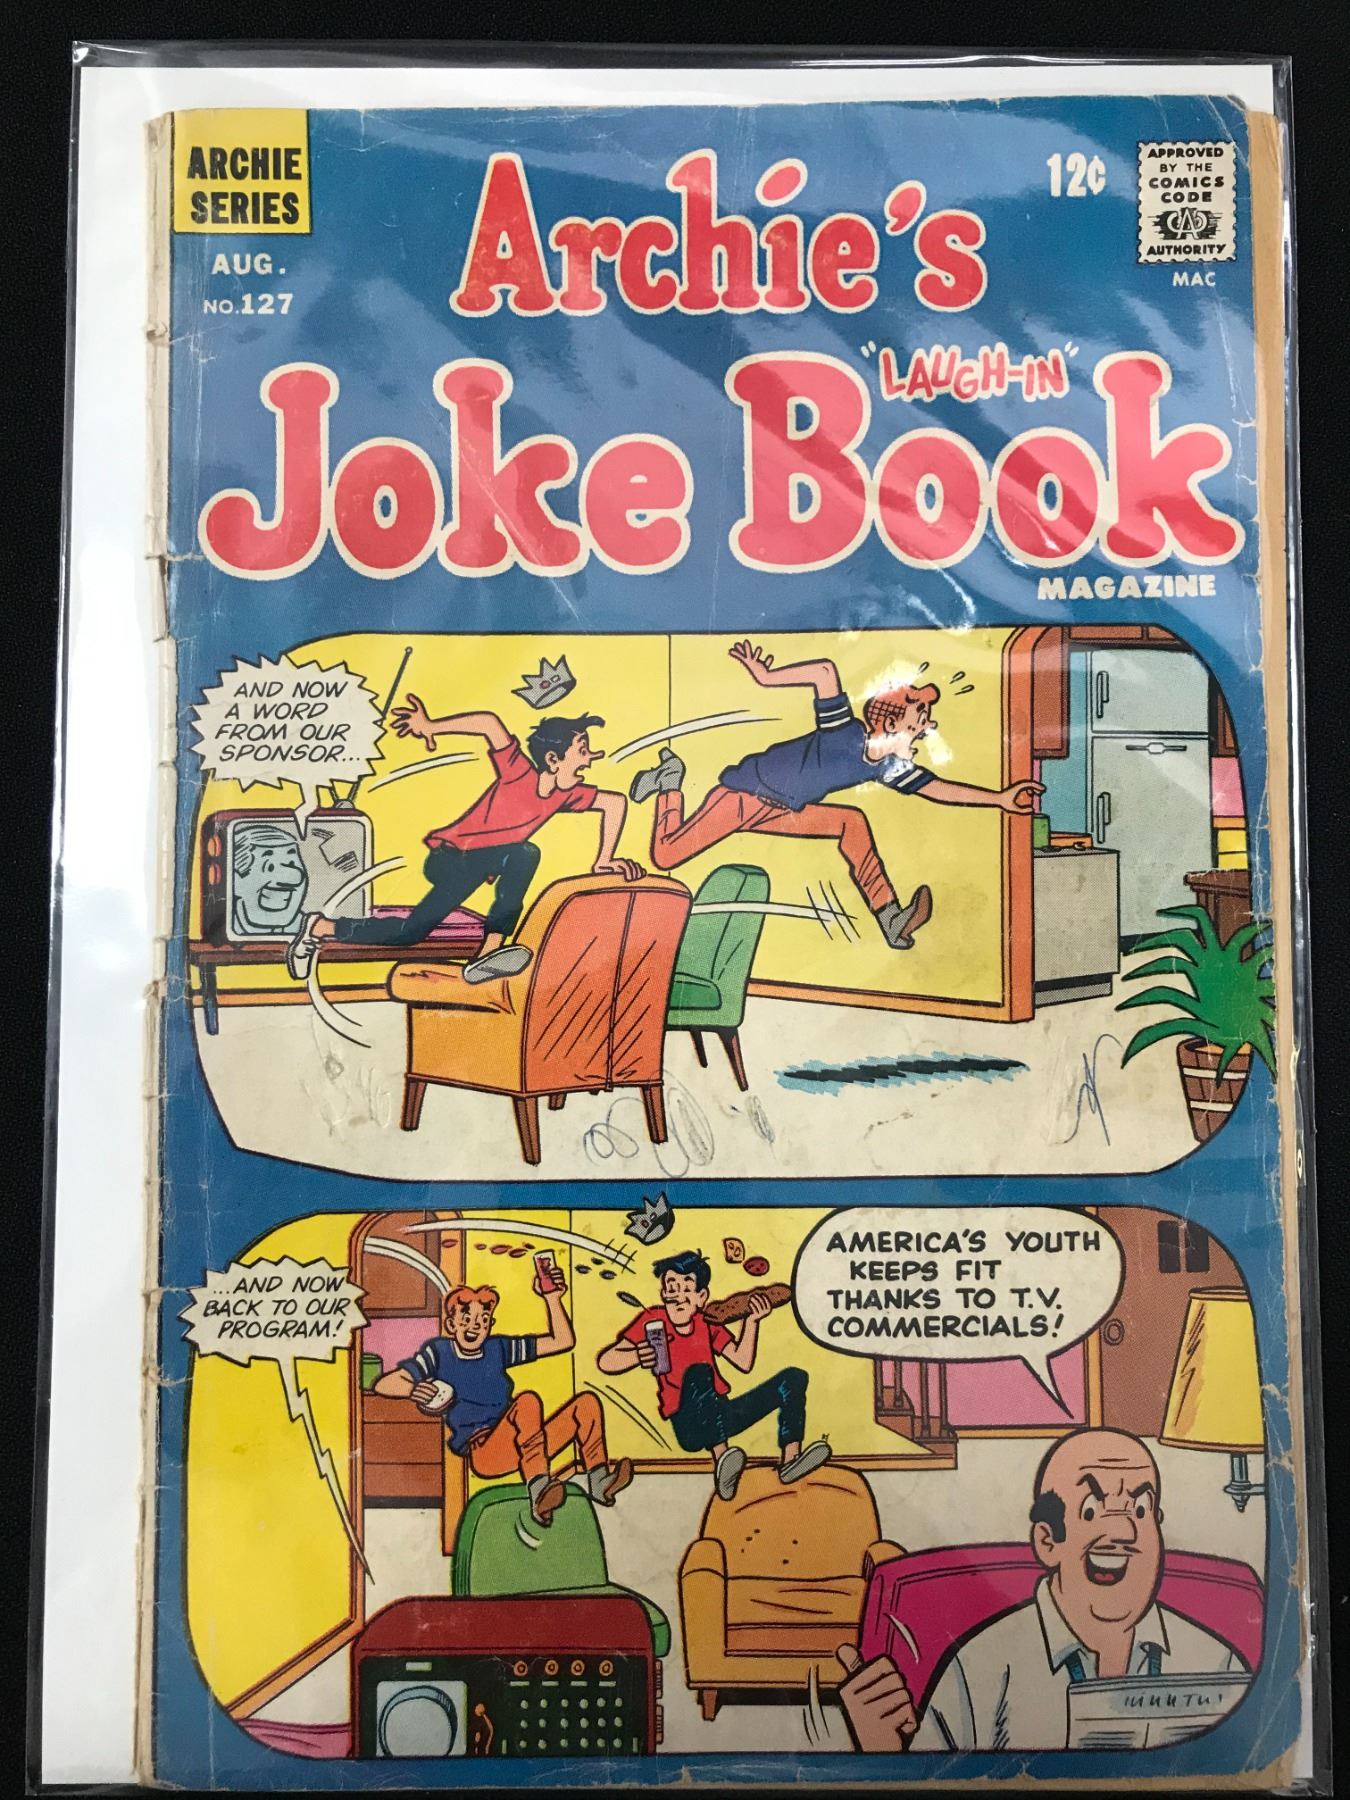 ARCHIE
SERIES
AUG.
NO.127
Archie's
12¢
APPROVED
BY THE
COMICS
CODE
CA
AUTHORITY
MAC
"LAUGH-IN"
Joke Book
MAGAZINE
AND NOW
A WORD
FROM OUR
SPONSOR...
...AND NOW
BACK TO OUR
PROGRAM!
AMERICA'S YOUTH
KEEPS FIT
THANKS TO T.V.
COMMERCIALS!